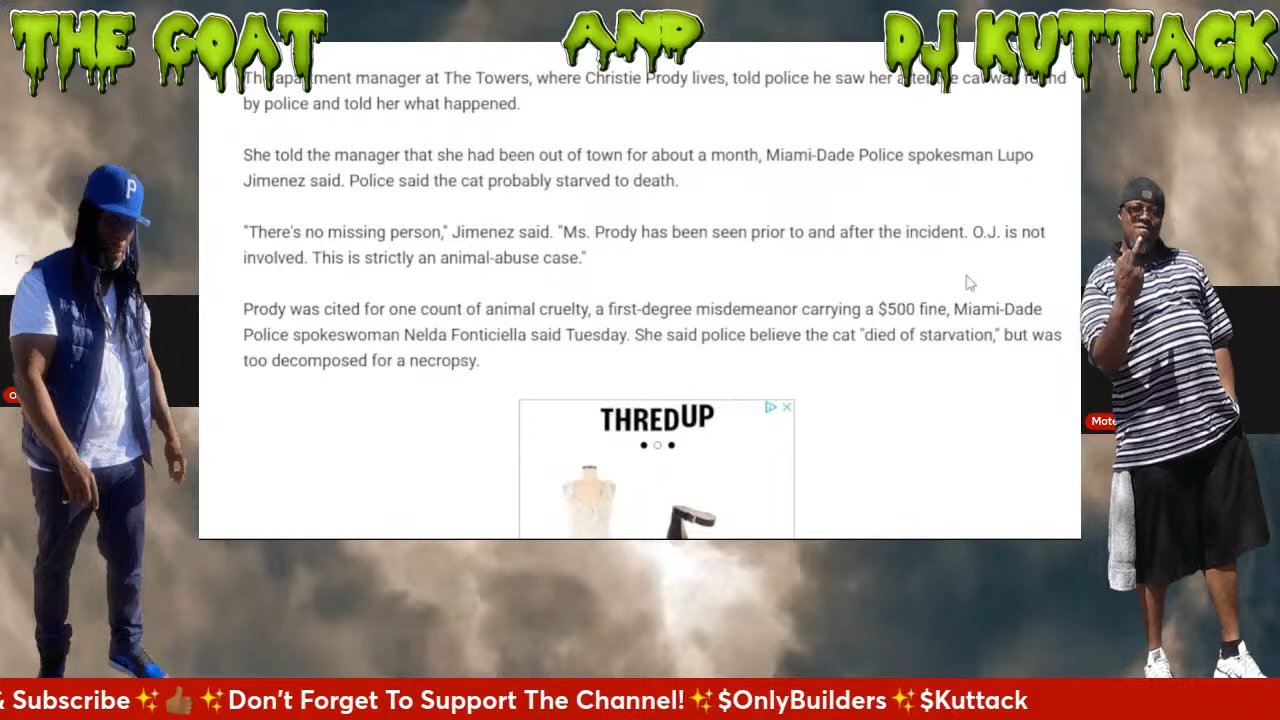 THE GOAT AND DJ KUTTACK
The apartment manager at The Towers, where Christie Prody lives, told police he saw her after the cat was found
by police and told her what happened.
She told the manager that she had been out of town for about a month, Miami-Dade Police spokesman Lupo
Jimenez said. Police said the cat probably starved to death.
"There's no missing person," Jimenez said. "Ms. Prody has been seen prior to and after the incident. O.J. is not
involved. This is strictly an animal-abuse case."
Prody was cited for one count of animal cruelty, a first-degree misdemeanor carrying a $500 fine, Miami-Dade
Police spokeswoman Nelda Fonticiella said Tuesday. She said police believe the cat "died of starvation," but was
too decomposed for a necropsy.
P
Mote
THREDUP
& Subscribe✨👍🏾✨Don't Forget To Support The Channel!✨$OnlyBuilders✨$Kuttack